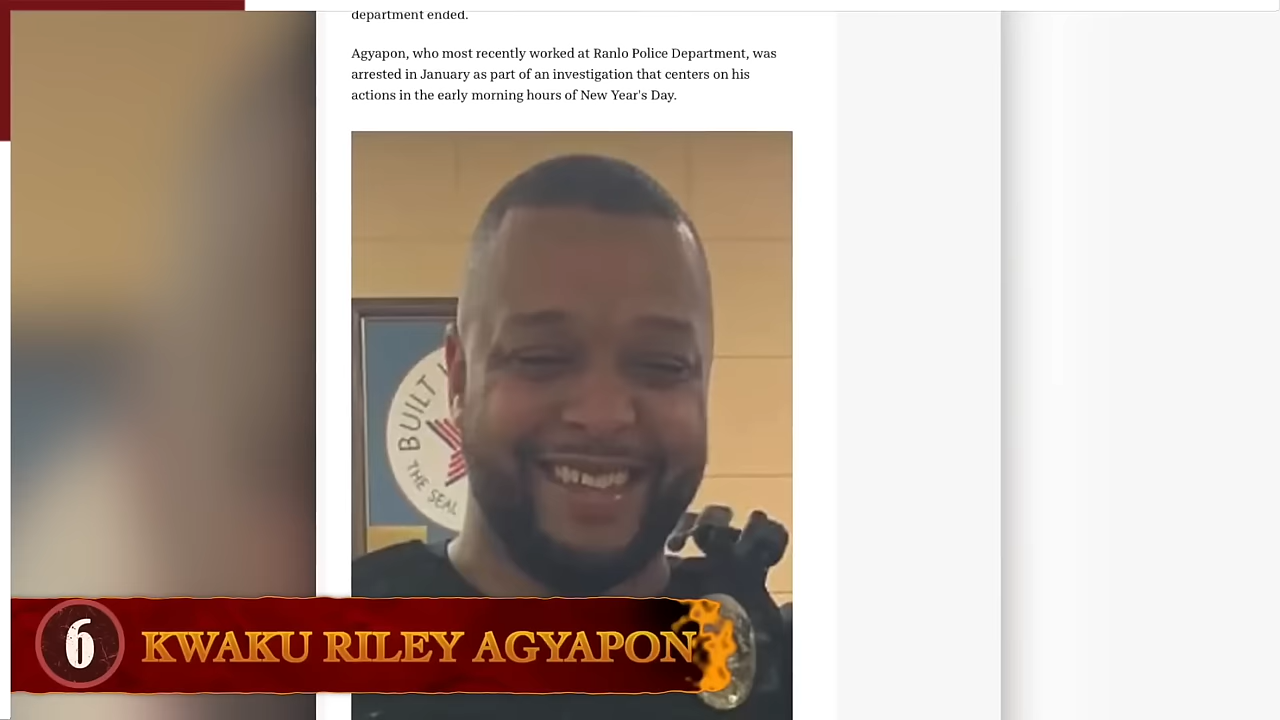 department ended.
Agyapon, who most recently worked at Ranlo Police Department, was
arrested in January as part of an investigation that centers on his
actions in the early morning hours of New Year's Day.
BUILT
THE SEAL
6
KWAKU RILEY AGYAPON